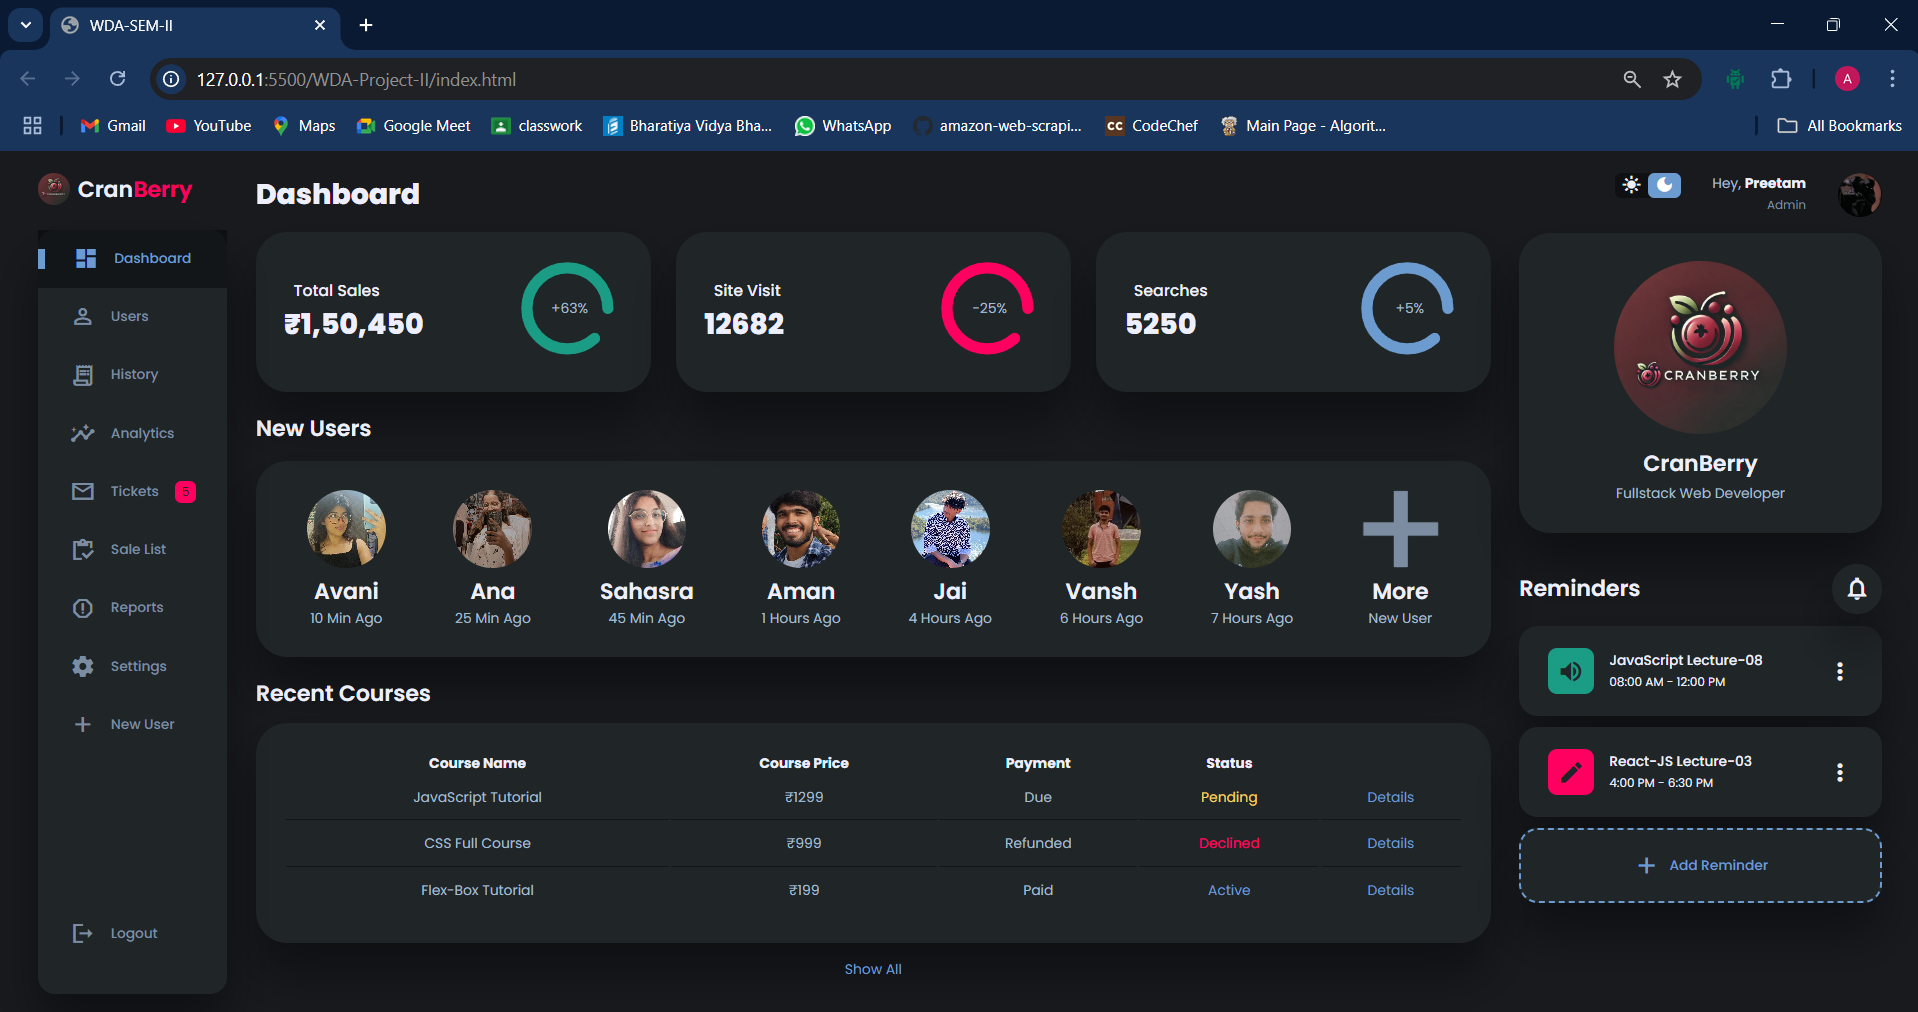 WDA-SEM-II
127.0.0.1:5500/WDA-Project-II/index.html
A
Gmail YouTube Maps Google Meet classwork Bharatiya Vidya Bha... WhatsApp amazon-web-scrapi... CC CodeChef Main Page - Algorit... All Bookmarks
CranBerry
Dashboard
Users
History
Analytics
Tickets 5
Sale List
Reports
Settings
New User
Logout
Dashboard
Total Sales
₹1,50,450
+63%
Site Visit
12682
-25%
Searches
5250
+5%
New Users
Avani
10 Min Ago
Ana
25 Min Ago
Sahasra
45 Min Ago
Aman
1 Hours Ago
Jai
4 Hours Ago
Vansh
6 Hours Ago
Yash
7 Hours Ago
More
New User
Recent Courses
Course Name Course Price Payment Status
JavaScript Tutorial ₹1299 Due Pending Details
CSS Full Course ₹999 Refunded Declined Details
Flex-Box Tutorial ₹199 Paid Active Details
Show All
Hey, Preetam
Admin
CRANBERRY
CranBerry
Fullstack Web Developer
Reminders
JavaScript Lecture-08
08:00 AM - 12:00 PM
React-JS Lecture-03
4:00 PM - 6:30 PM
Add Reminder